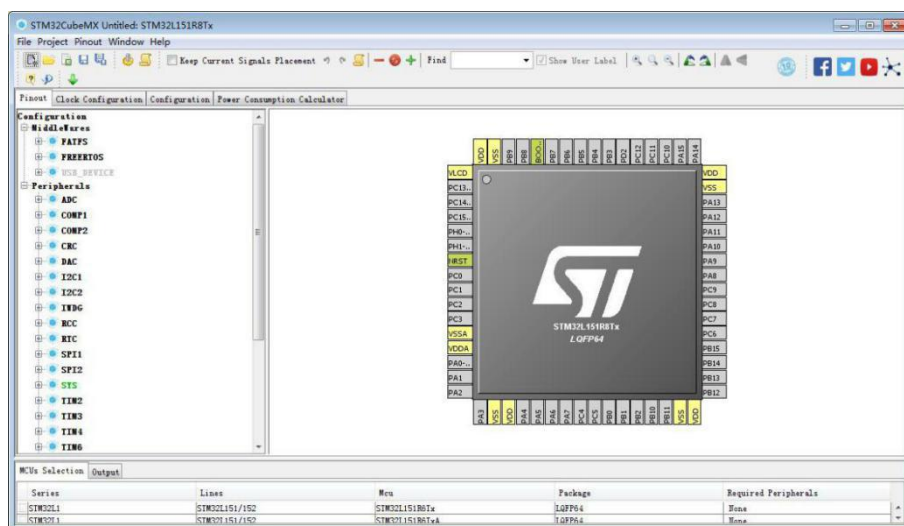 STM32CubeMX Untitled: STM32L151R8Tx
File Project Pinout Window Help
Keep Current Signals Placement Find Show User Label
Pinout Clock Configuration Configuration Power Consumption Calculator
Configuration
MiddleWares
FATFS
FREERTOS
USB_DEVICE
Peripherals
ADC
COMP1
COMP2
CRC
DAC
I2C1
I2C2
IWDG
RCC
RTC
SPI1
SPI2
SYS
TIM2
TIM3
TIM4
TIM6
VDD VSS PB9 PB8 BOO... PB7 PB6 PB5 PB4 PB3 PD2 PC12 PC11 PC10 PA15 PA14
VLCD
PC13..
PC14..
PC15..
PH0-..
PH1-..
NRST
PC0
PC1
PC2
PC3
VSSA
VDDA
PA0-..
PA1
PA2
ST
STM32L151R8Tx
LQFP64
VDD
VSS
PA13
PA12
PA11
PA10
PA9
PA8
PC9
PC8
PC7
PC6
PB15
PB14
PB13
PB12
PA3 VSS VDD PA4 PA5 PA6 PA7 PC4 PC5 PB0 PB1 PB2 PB10 PB11 VSS VDD
MCUs Selection Output
Series Lines Mcu Package Required Peripherals
STM32L1 STM32L151/152 STM32L151R6Tx LQFP64 None
STM32L1 STM32L151/152 STM32L151R6TxA LQFP64 None